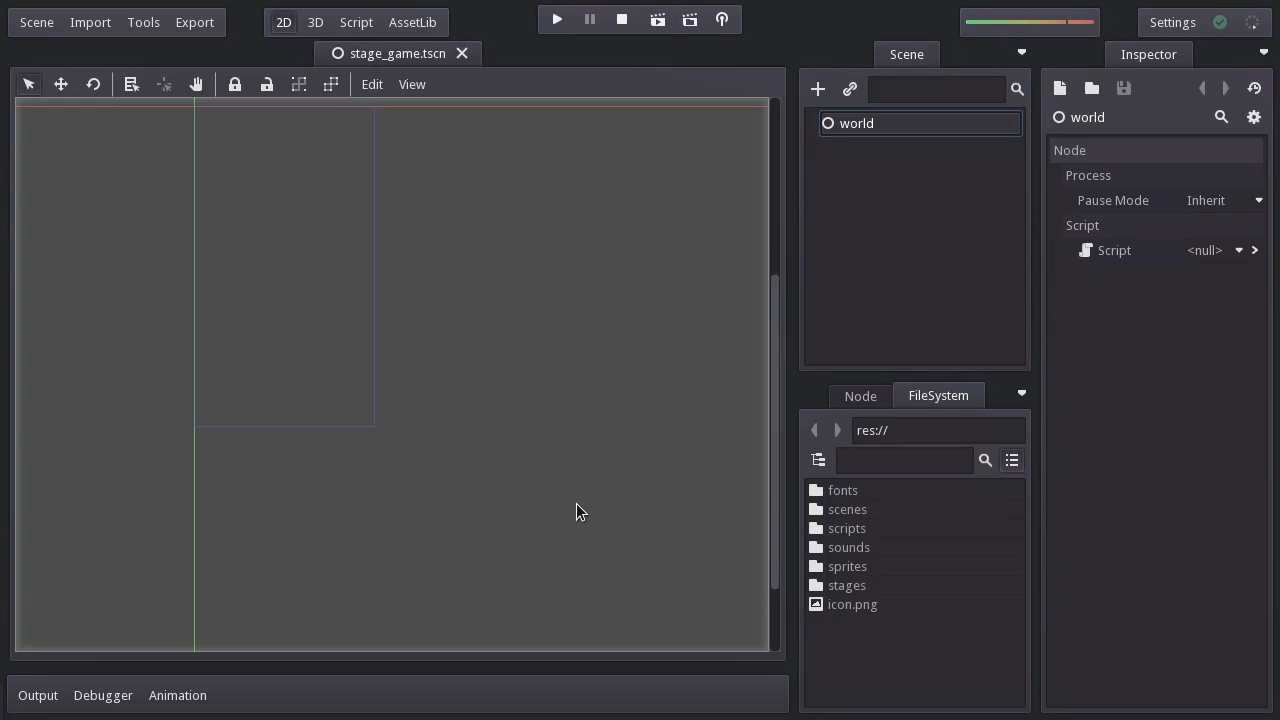 Scene Import Tools Export 2D 3D Script AssetLib Settings
stage_game.tscn Scene Inspector
Edit View
world
world
Node
Process
Pause Mode Inherit
Script
Script <null>
Node FileSystem
res://
fonts
scenes
scripts
sounds
sprites
stages
icon.png
Output Debugger Animation